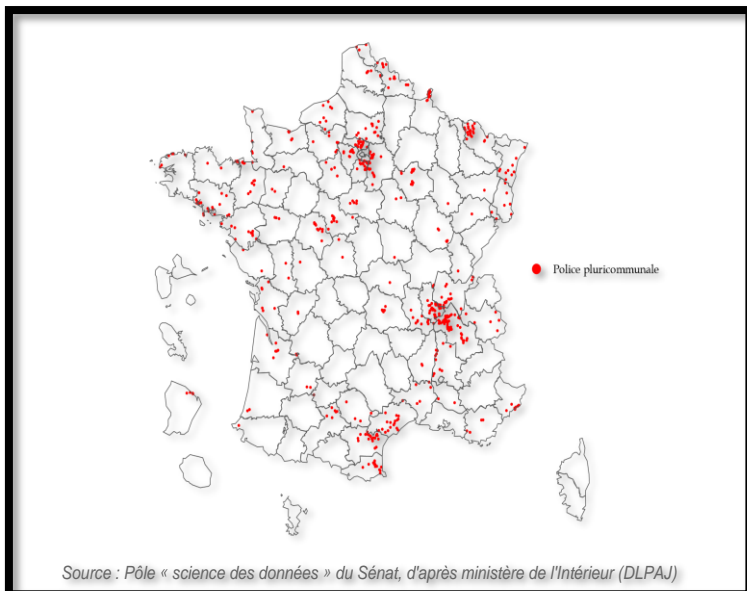 Police pluricommunale
Source : Pôle « science des données » du Sénat, d'après ministère de l'Intérieur (DLPAJ)